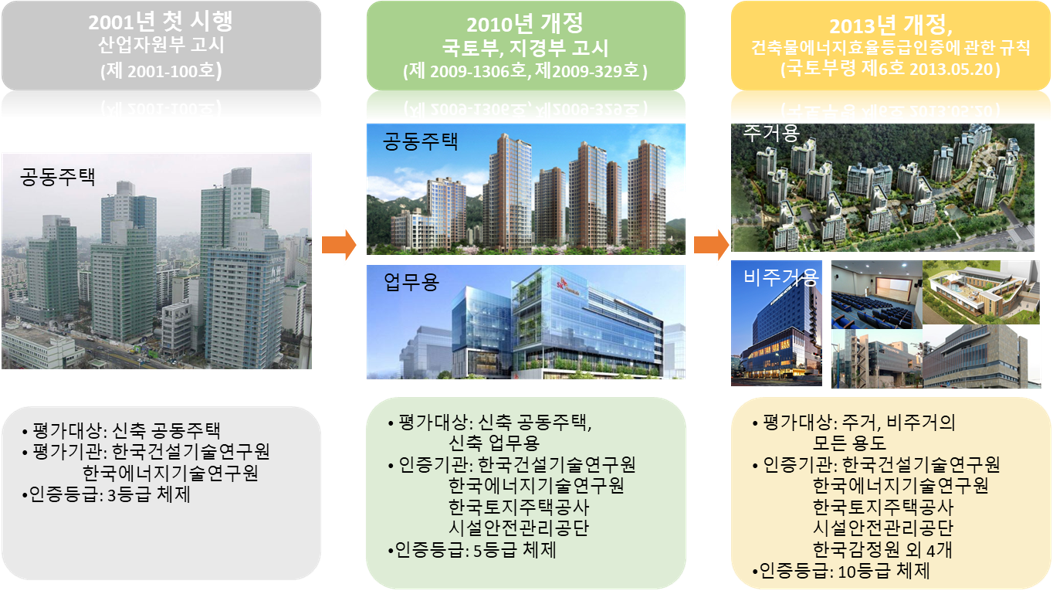 2001년 첫 시행
산업자원부 고시
(제 2001-100호)
공동주택
• 평가대상: 신축 공동주택
• 평가기관: 한국건설기술연구원
한국에너지기술연구원
•인증등급: 3등급 체제
2010년 개정
국토부, 지경부 고시
(제 2009-1306호, 제2009-329호)
공동주택
업무용
• 평가대상: 신축 공동주택,
신축 업무용
• 인증기관: 한국건설기술연구원
한국에너지기술연구원
한국토지주택공사
시설안전관리공단
•인증등급: 5등급 체제
2013년 개정,
건축물에너지효율등급인증에 관한 규칙
(국토부령 제6호 2013.05.20)
주거용
비주거용
• 평가대상: 주거, 비주거의
모든 용도
• 인증기관: 한국건설기술연구원
한국에너지기술연구원
한국토지주택공사
시설안전관리공단
한국감정원 외 4개
•인증등급: 10등급 체제